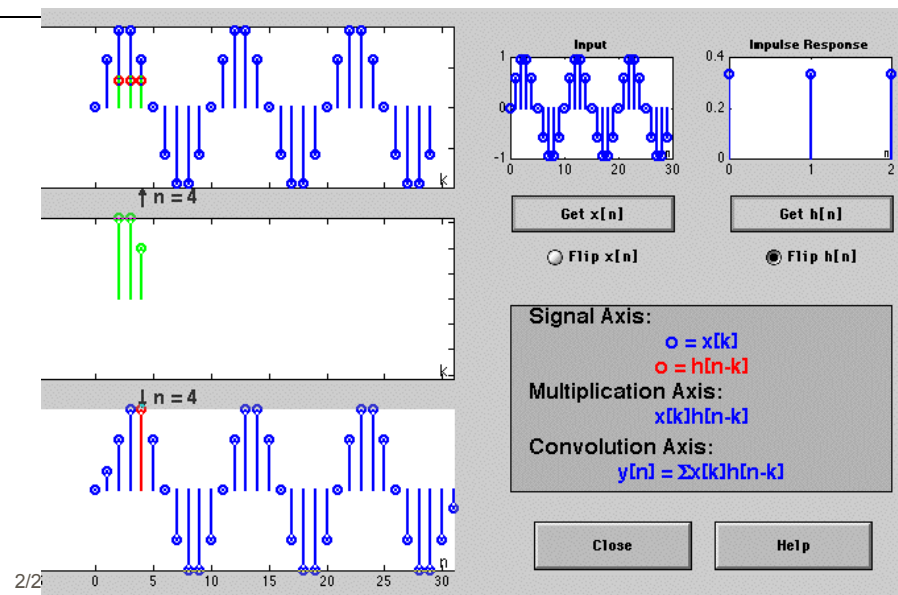 Input
Impulse Response
1
0
-1
0
10
20
30
n
0.4
0.2
0
0
1
2
n
k
n = 4
Get x[n]
Get h[n]
Flip x[n]
Flip h[n]
k
Signal Axis:
o = x[k]
o = h[n-k]
Multiplication Axis:
x[k]h[n-k]
Convolution Axis:
y[n] = Σx[k]h[n-k]
n = 4
n
0
5
10
15
20
25
30
Close
Help
2/2